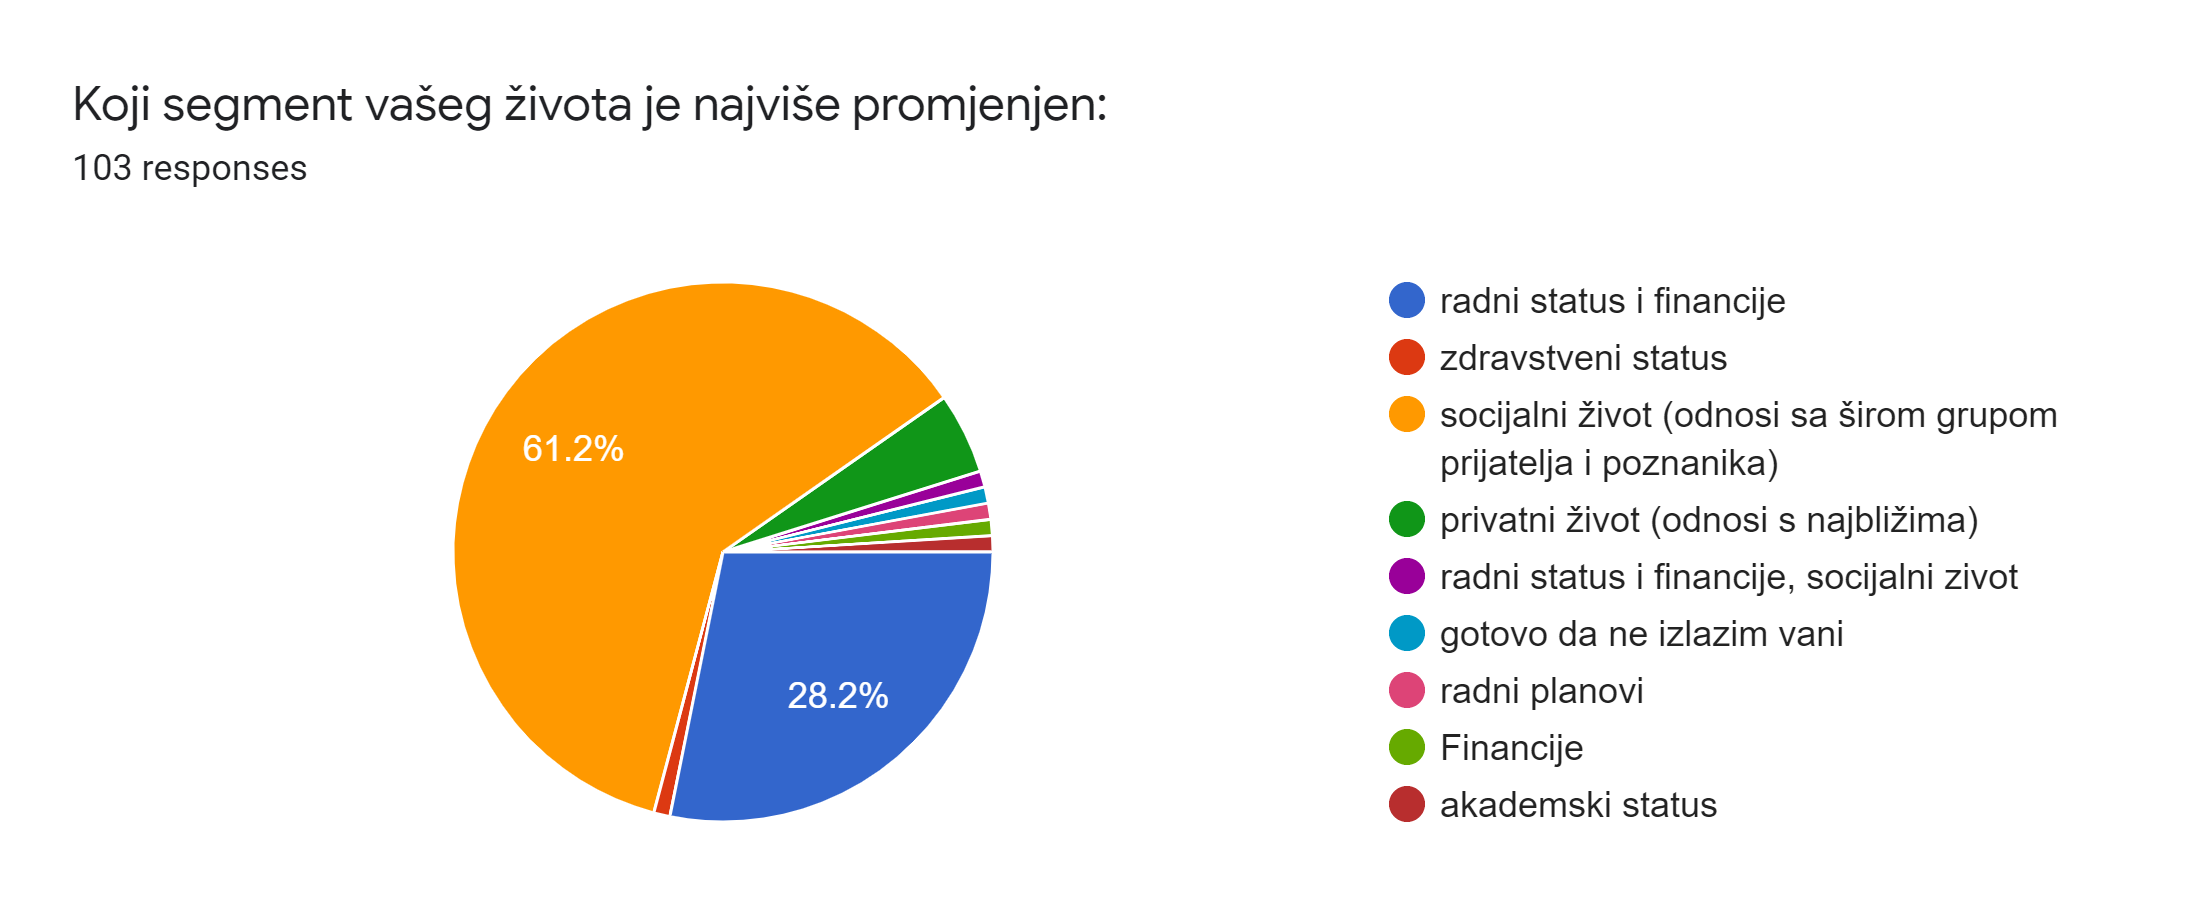 Koji segment vašeg života je najviše promjenjen:
103 responses
61.2%
28.2%
radni status i financije
zdravstveni status
socijalni život (odnosi sa širom grupom
prijatelja i poznanika)
privatni život (odnosi s najbližima)
radni status i financije, socijalni zivot
gotovo da ne izlazim vani
radni planovi
Financije
akademski status